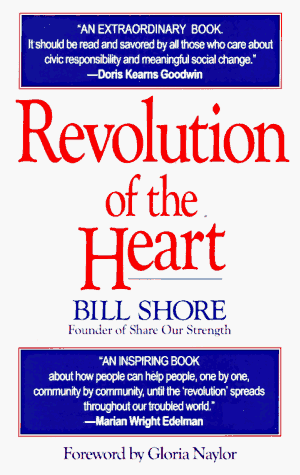 "AN EXTRAORDINARY BOOK.
It should be read and savored by all those who care about
civic responsibility and meaningful social change."
—Doris Kearns Goodwin
Revolution
of the
Heart
BILL SHORE
Founder of Share Our Strength
"AN INSPIRING BOOK
about how people can help people, one by one,
community by community, until the 'revolution' spreads
throughout our troubled world."
—Marian Wright Edelman
Foreword by Gloria Naylor